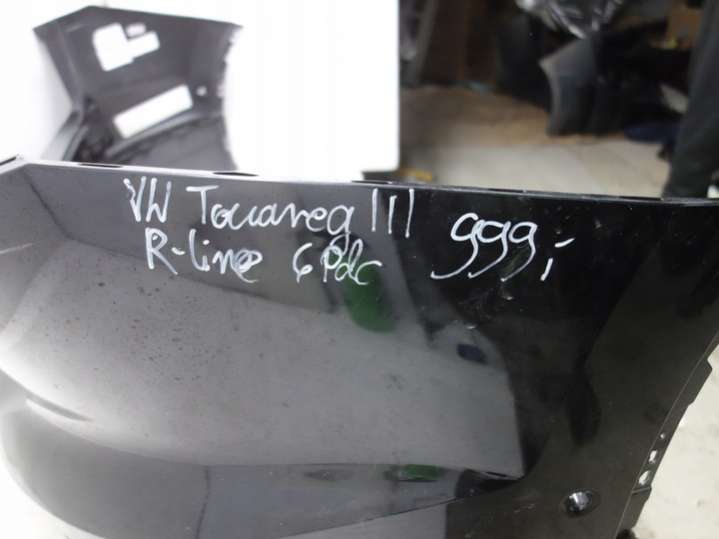 VW Touareg III 999,-
R-line 6Pdc